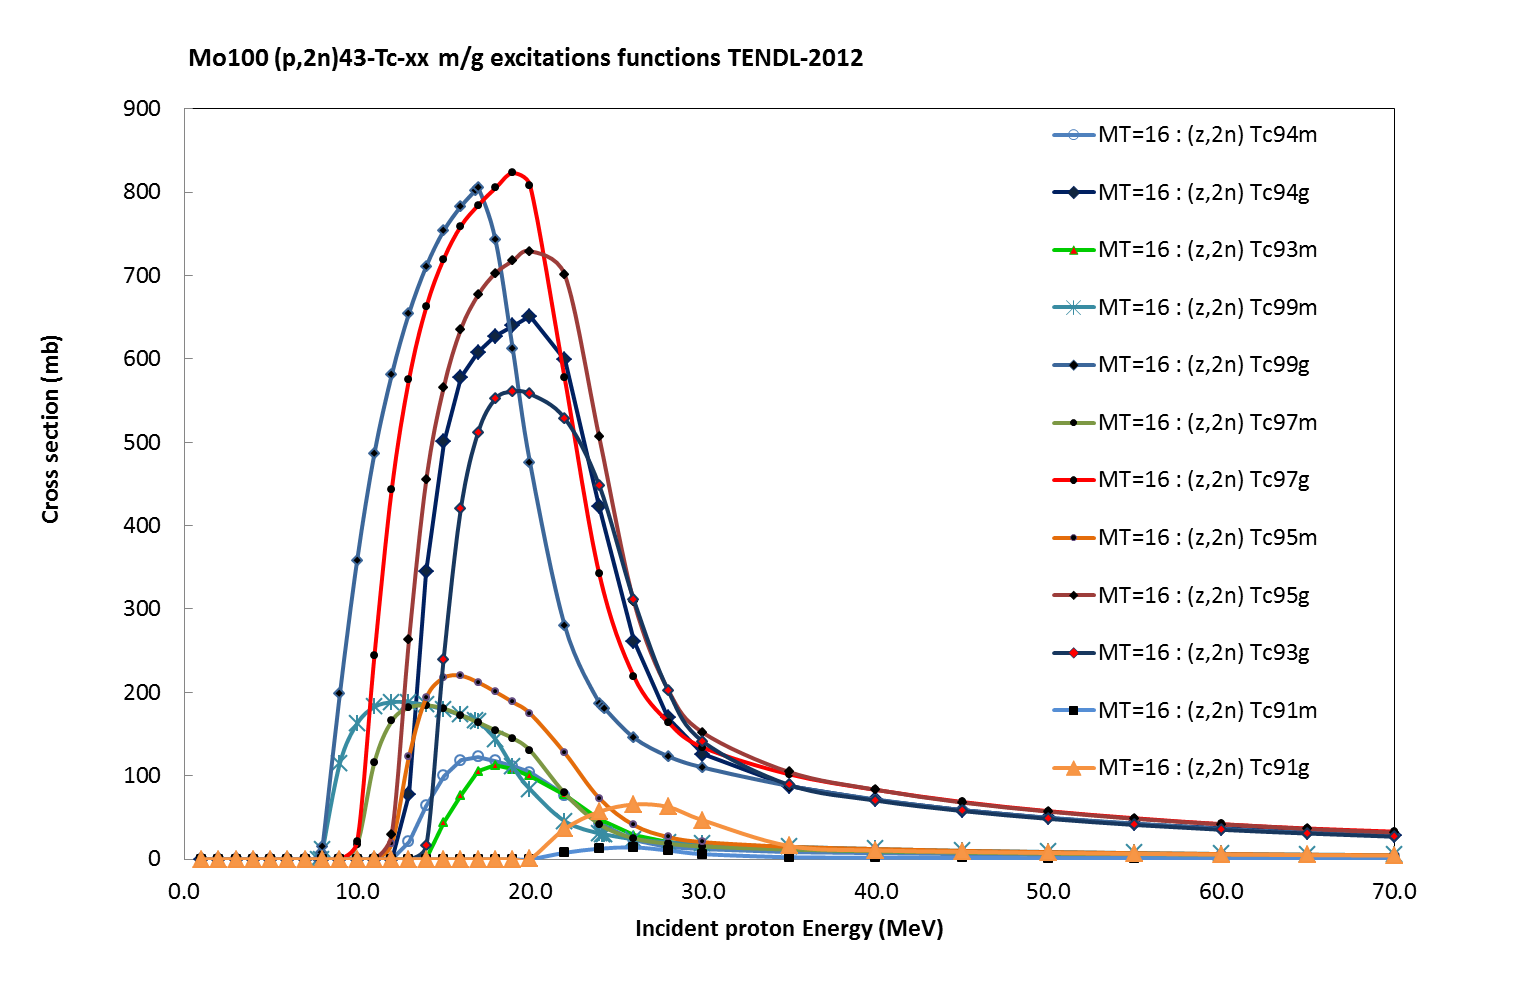 Mo100 (p,2n)43-Tc-xx m/g excitations functions TENDL-2012
900
800
700
600
500
400
300
200
100
0
Cross section (mb)
0.0 10.0 20.0 30.0 40.0 50.0 60.0 70.0
Incident proton Energy (MeV)
MT=16 : (z,2n) Tc94m
MT=16 : (z,2n) Tc94g
MT=16 : (z,2n) Tc93m
MT=16 : (z,2n) Tc99m
MT=16 : (z,2n) Tc99g
MT=16 : (z,2n) Tc97m
MT=16 : (z,2n) Tc97g
MT=16 : (z,2n) Tc95m
MT=16 : (z,2n) Tc95g
MT=16 : (z,2n) Tc93g
MT=16 : (z,2n) Tc91m
MT=16 : (z,2n) Tc91g